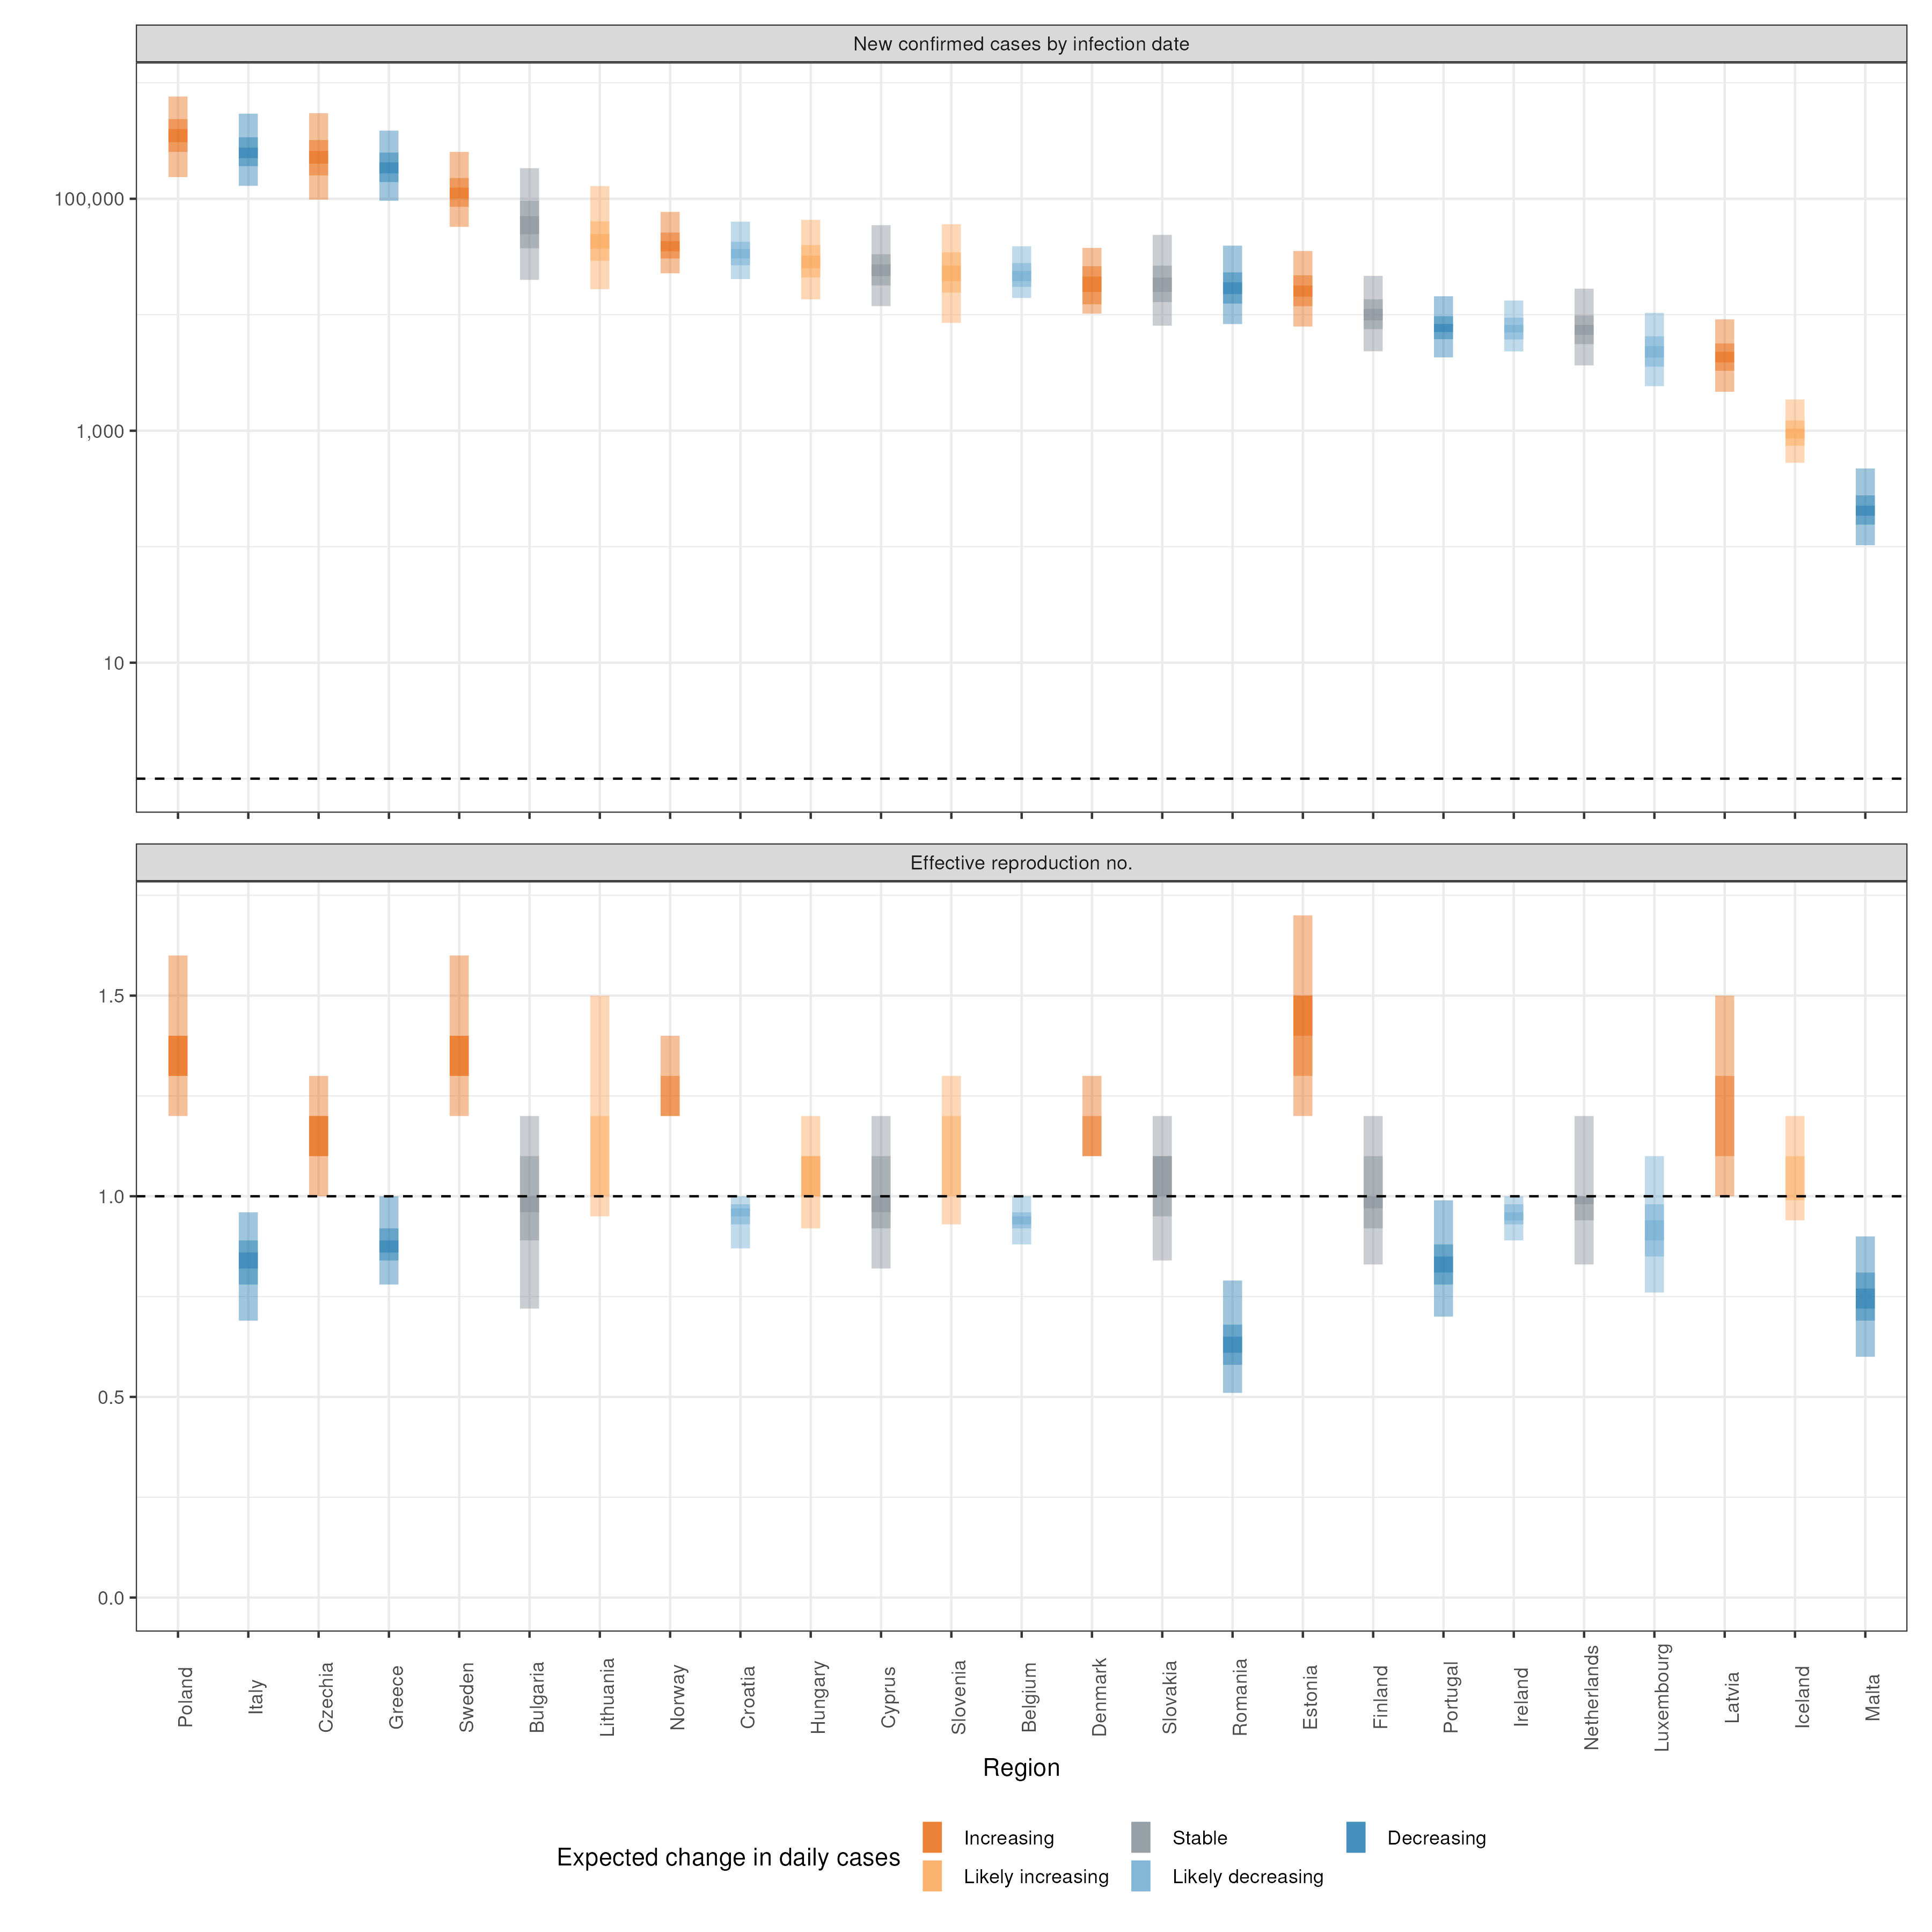 New confirmed cases by infection date
100,000
1,000
10
Effective reproduction no.
1.5
1.0
0.5
0.0
Poland
Italy
Czechia
Greece
Sweden
Bulgaria
Lithuania
Norway
Croatia
Hungary
Cyprus
Slovenia
Belgium
Denmark
Slovakia
Romania
Estonia
Finland
Portugal
Ireland
Netherlands
Luxembourg
Latvia
Iceland
Malta
Region
Expected change in daily cases
Increasing
Stable
Decreasing
Likely increasing
Likely decreasing